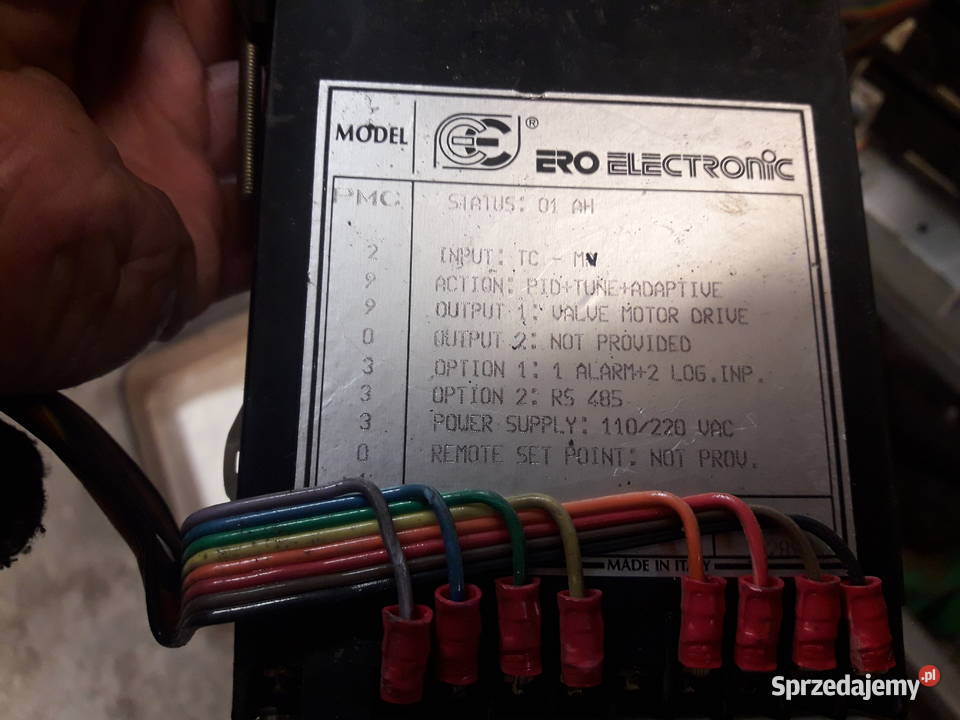 MODEL ® ERO ELECTRONIC
PMC STATUS: 01 AH
2 INPUT: TC - MV
9 ACTION: PID+TUNE+ADAPTIVE
9 OUTPUT 1: VALVE MOTOR DRIVE
0 OUTPUT 2: NOT PROVIDED
3 OPTION 1: 1 ALARM+2 LOG.INP.
3 OPTION 2: RS 485
3 POWER SUPPLY: 110/220 VAC
0 REMOTE SET POINT: NOT PROV.
MADE IN ITALY
Sprzedajemy.pl